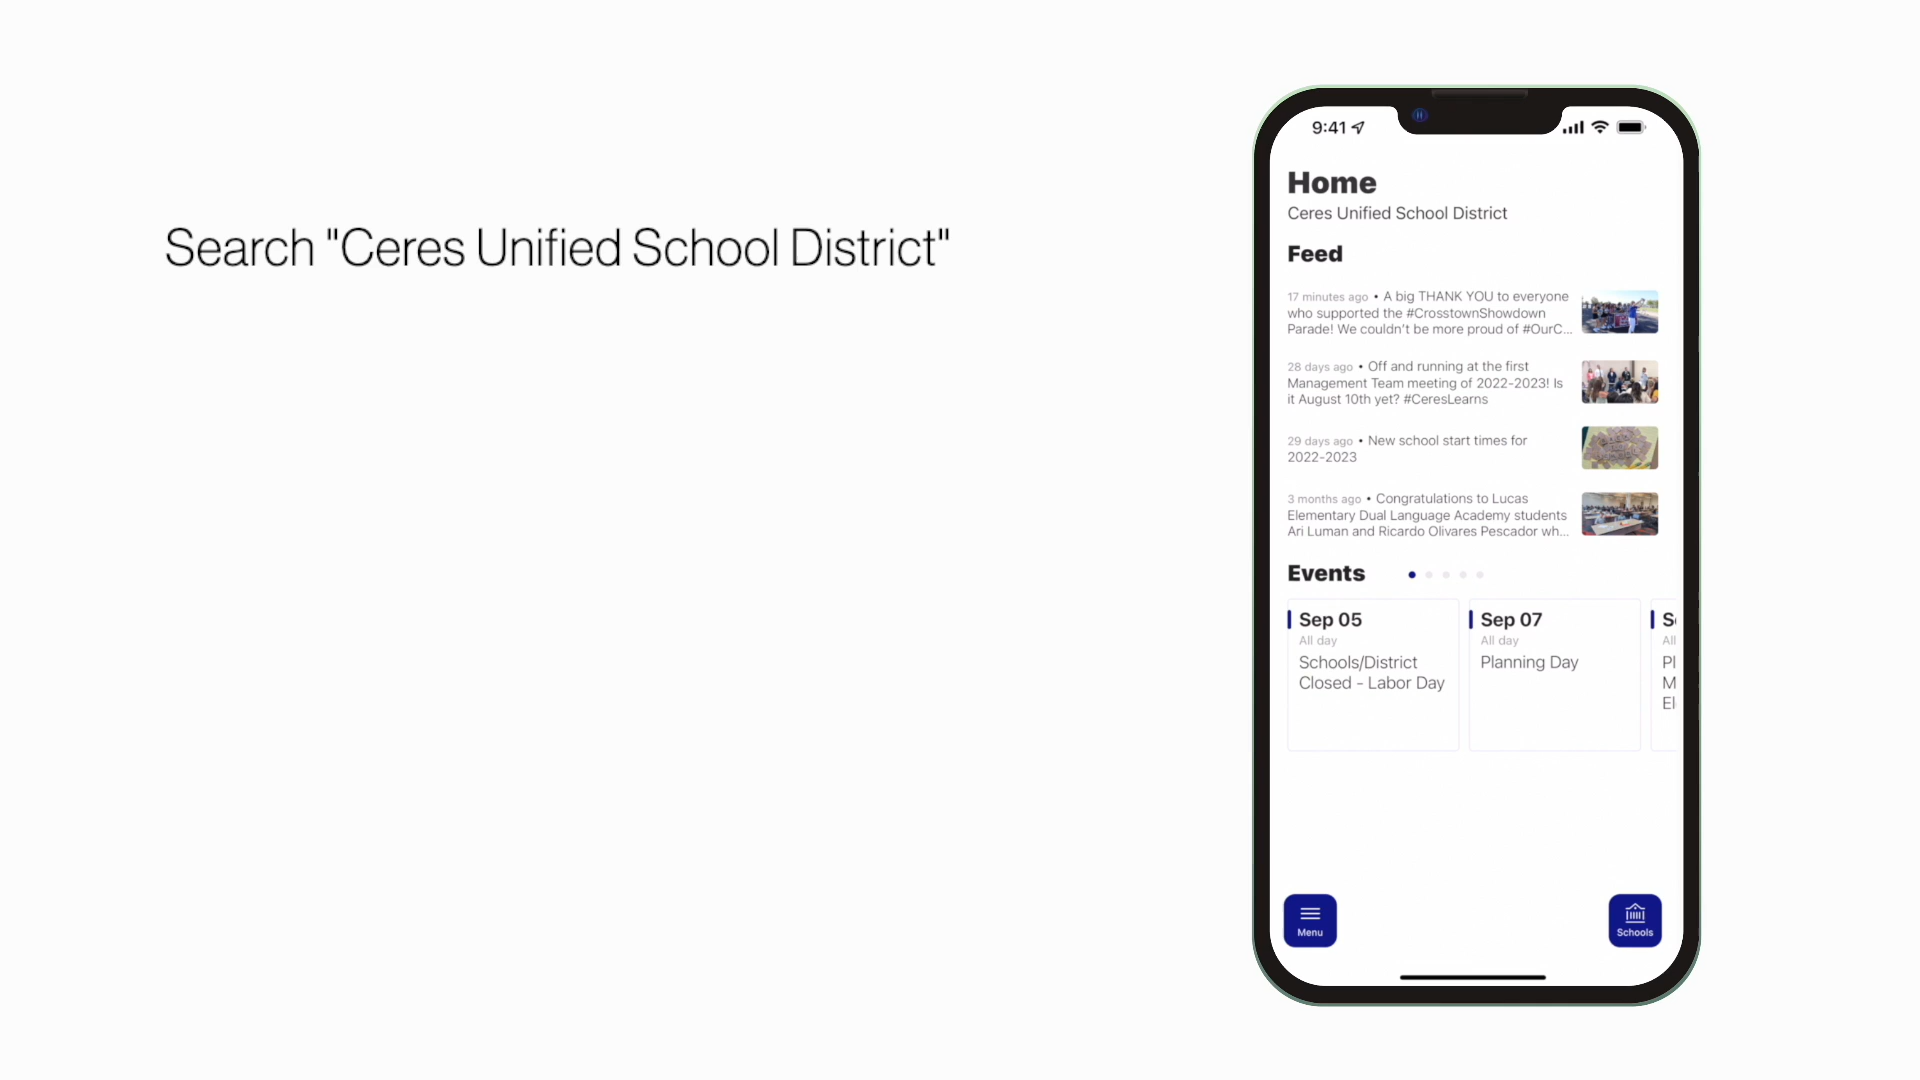 Search "Ceres Unified School District"
9:41
Home
Ceres Unified School District
Feed
17 minutes ago • A big THANK YOU to everyone
who supported the #CrosstownShowdown
Parade! We couldn't be more proud of #OurC...
28 days ago • Off and running at the first
Management Team meeting of 2022-2023! Is
it August 10th yet? #CeresLearns
29 days ago • New school start times for
2022-2023
3 months ago • Congratulations to Lucas
Elementary Dual Language Academy students
Ari Luman and Ricardo Olivares Pescador wh...
Events
Sep 05
All day
Schools/District
Closed - Labor Day
Sep 07
All day
Planning Day
Se
All
Pl
M
El
Menu
Schools